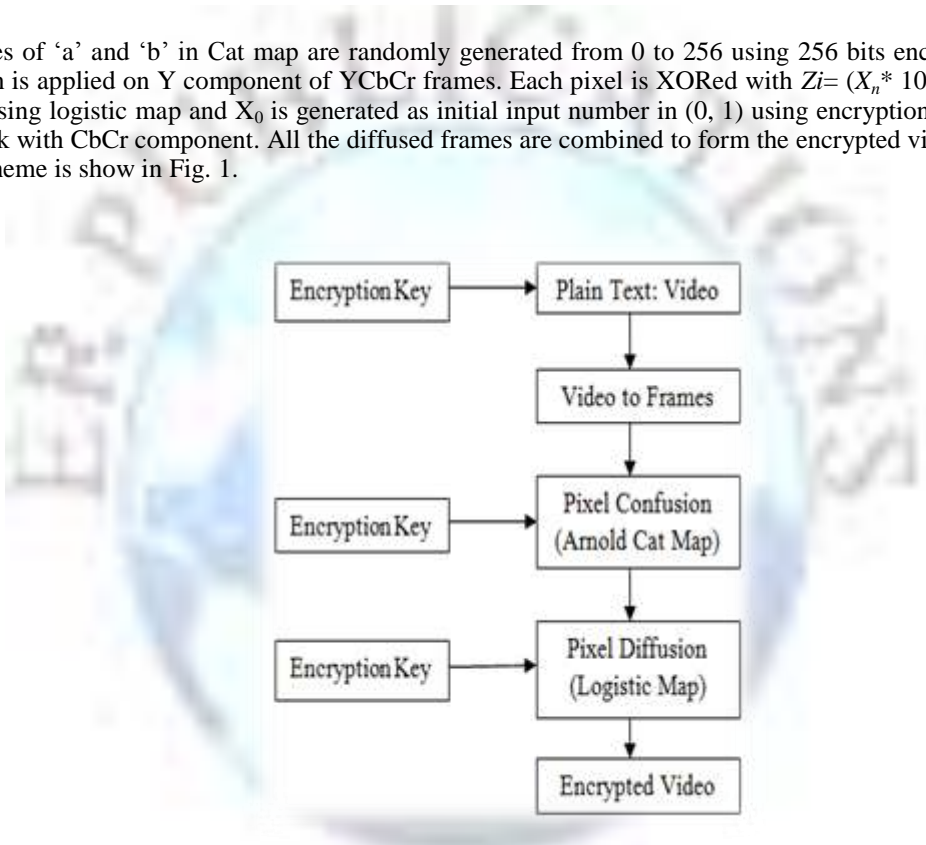 es of ‘a’ and ‘b’ in Cat map are randomly generated from 0 to 256 using 256 bits enc
n is applied on Y component of YCbCr frames. Each pixel is XORed with Zi= (Xn* 10
sing logistic map and X0 is generated as initial input number in (0, 1) using encryption
k with CbCr component. All the diffused frames are combined to form the encrypted vi
heme is show in Fig. 1.
Encryption Key
Plain Text: Video
Video to Frames
Encryption Key
Pixel Confusion
(Arnold Cat Map)
Encryption Key
Pixel Diffusion
(Logistic Map)
Encrypted Video
ER PUBLICATIONS